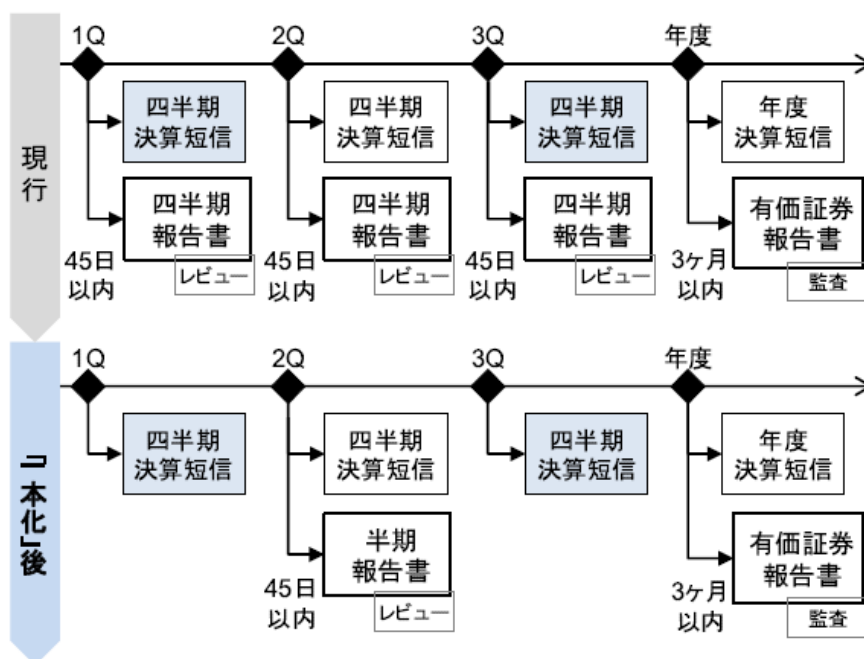 1Q
2Q
3Q
年度
現行
四半期
決算短信
四半期
決算短信
四半期
決算短信
年度
決算短信
四半期
報告書
レビュー
四半期
報告書
レビュー
四半期
報告書
レビュー
有価証券
報告書
監査
45日
以内
45日
以内
45日
以内
3ヶ月
以内
「一本化」後
1Q
2Q
3Q
年度
四半期
決算短信
四半期
決算短信
四半期
決算短信
年度
決算短信
半期
報告書
レビュー
有価証券
報告書
監査
45日
以内
3ヶ月
以内